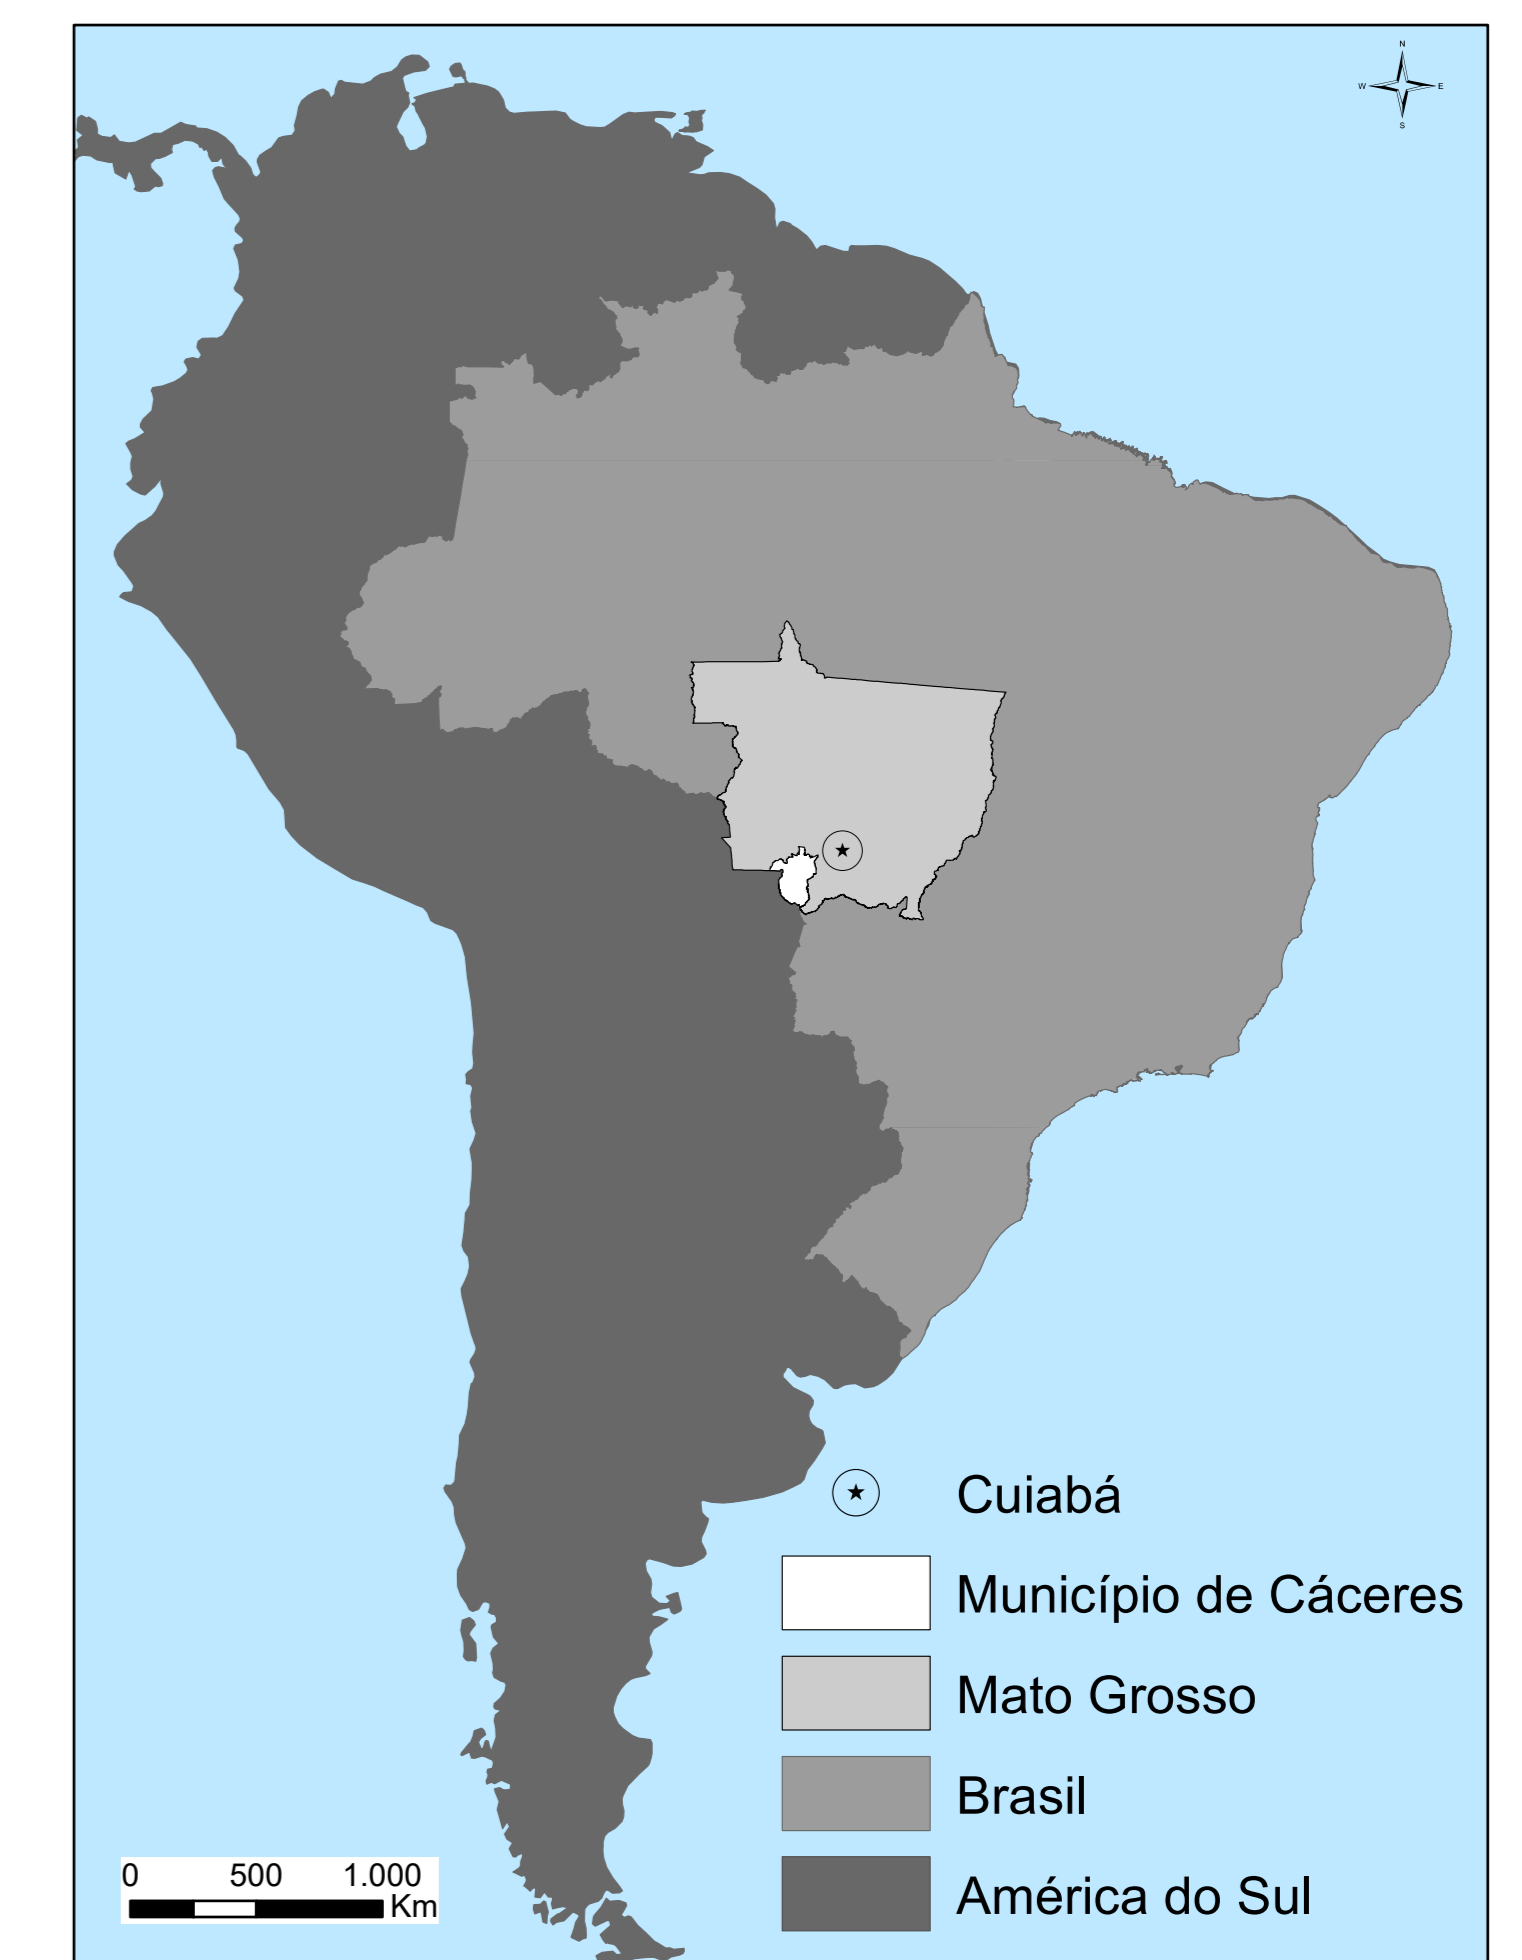 N
W E
S
Cuiabá
Município de Cáceres
Mato Grosso
Brasil
América do Sul
0 500 1.000
Km